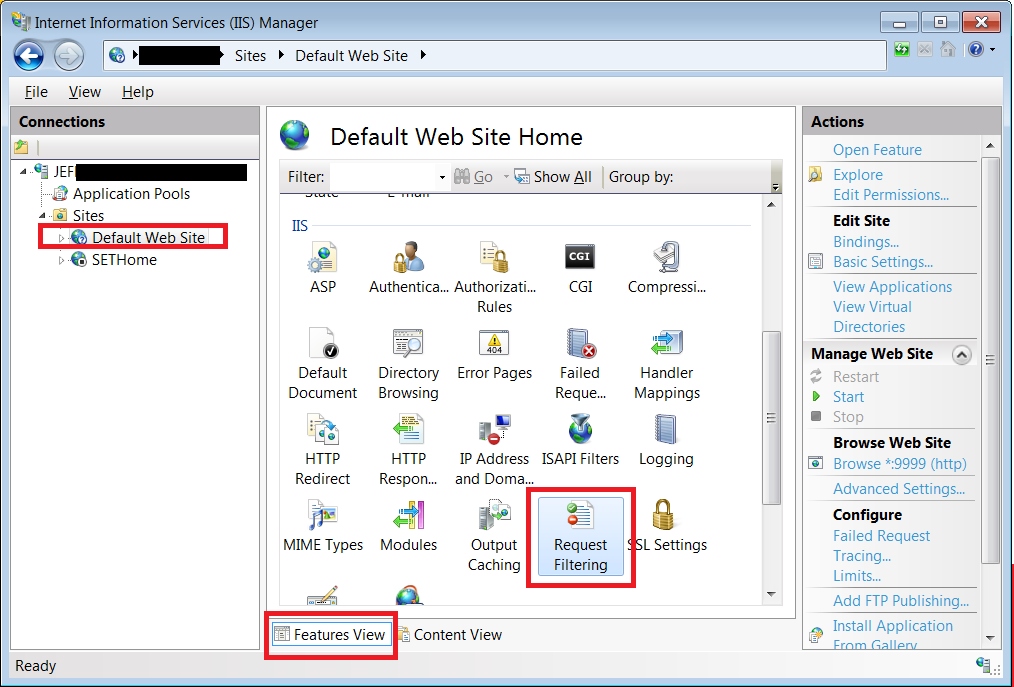 Internet Information Services (IIS) Manager
Sites
Default Web Site
File View Help
Connections
JEF
Application Pools
Sites
Default Web Site
SETHome
Default Web Site Home
Filter: Go Show All Group by:
State E-mail
IIS
ASP Authentica... Authorizati... CGI Compressi...
Rules
Default Directory Error Pages Failed Handler
Document Browsing Reque... Mappings
HTTP HTTP IP Address ISAPI Filters Logging
Redirect Respon... and Doma...
MIME Types Modules Output Request SSL Settings
Caching Filtering
Features View Content View
Actions
Open Feature
Explore
Edit Permissions...
Edit Site
Bindings...
Basic Settings...
View Applications
View Virtual
Directories
Manage Web Site
Restart
Start
Stop
Browse Web Site
Browse *:9999 (http)
Advanced Settings...
Configure
Failed Request
Tracing...
Limits...
Add FTP Publishing...
Install Application
From Gallery
Ready